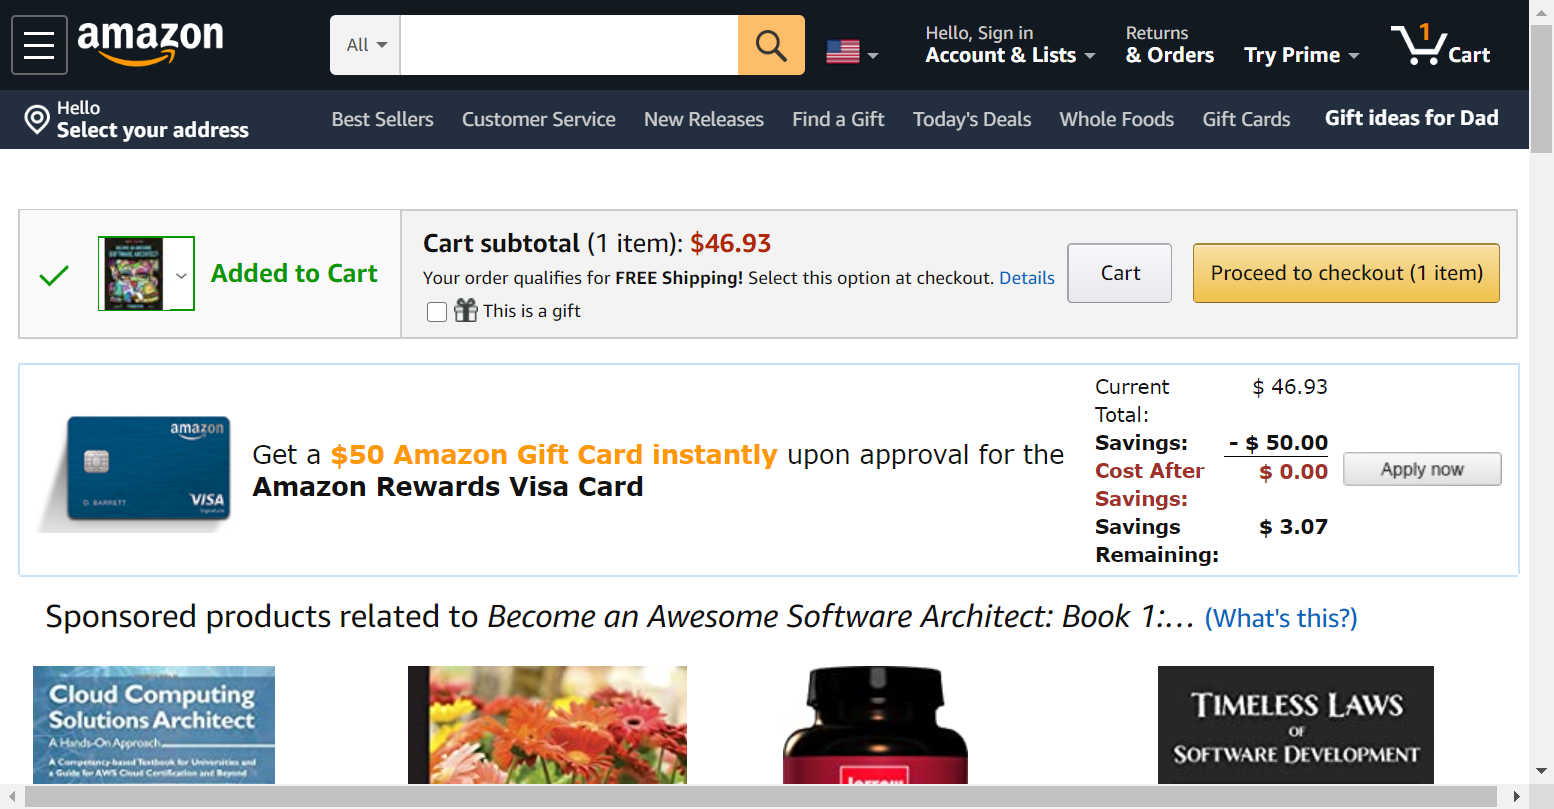 amazon
All
Hello, Sign in
Account & Lists
Returns
& Orders
Try Prime
1
Cart
Hello
Select your address
Best Sellers
Customer Service
New Releases
Find a Gift
Today's Deals
Whole Foods
Gift Cards
Gift ideas for Dad
Added to Cart
Cart subtotal (1 item): $46.93
Your order qualifies for FREE Shipping! Select this option at checkout. Details
This is a gift
Cart
Proceed to checkout (1 item)
amazon
D. BARRETT
VISA
Signature
Get a $50 Amazon Gift Card instantly upon approval for the
Amazon Rewards Visa Card
Current $ 46.93
Total:
Savings: - $ 50.00
Cost After $ 0.00
Savings:
Savings $ 3.07
Remaining:
Apply now
Sponsored products related to Become an Awesome Software Architect: Book 1:... (What's this?)
Cloud Computing
Solutions Architect
A Hands-On Approach
A Competency-based Textbook for Universities and
a Guide for AWS Cloud Certification and Beyond
Jarrow
TIMELESS LAWS
OF
SOFTWARE DEVELOPMENT